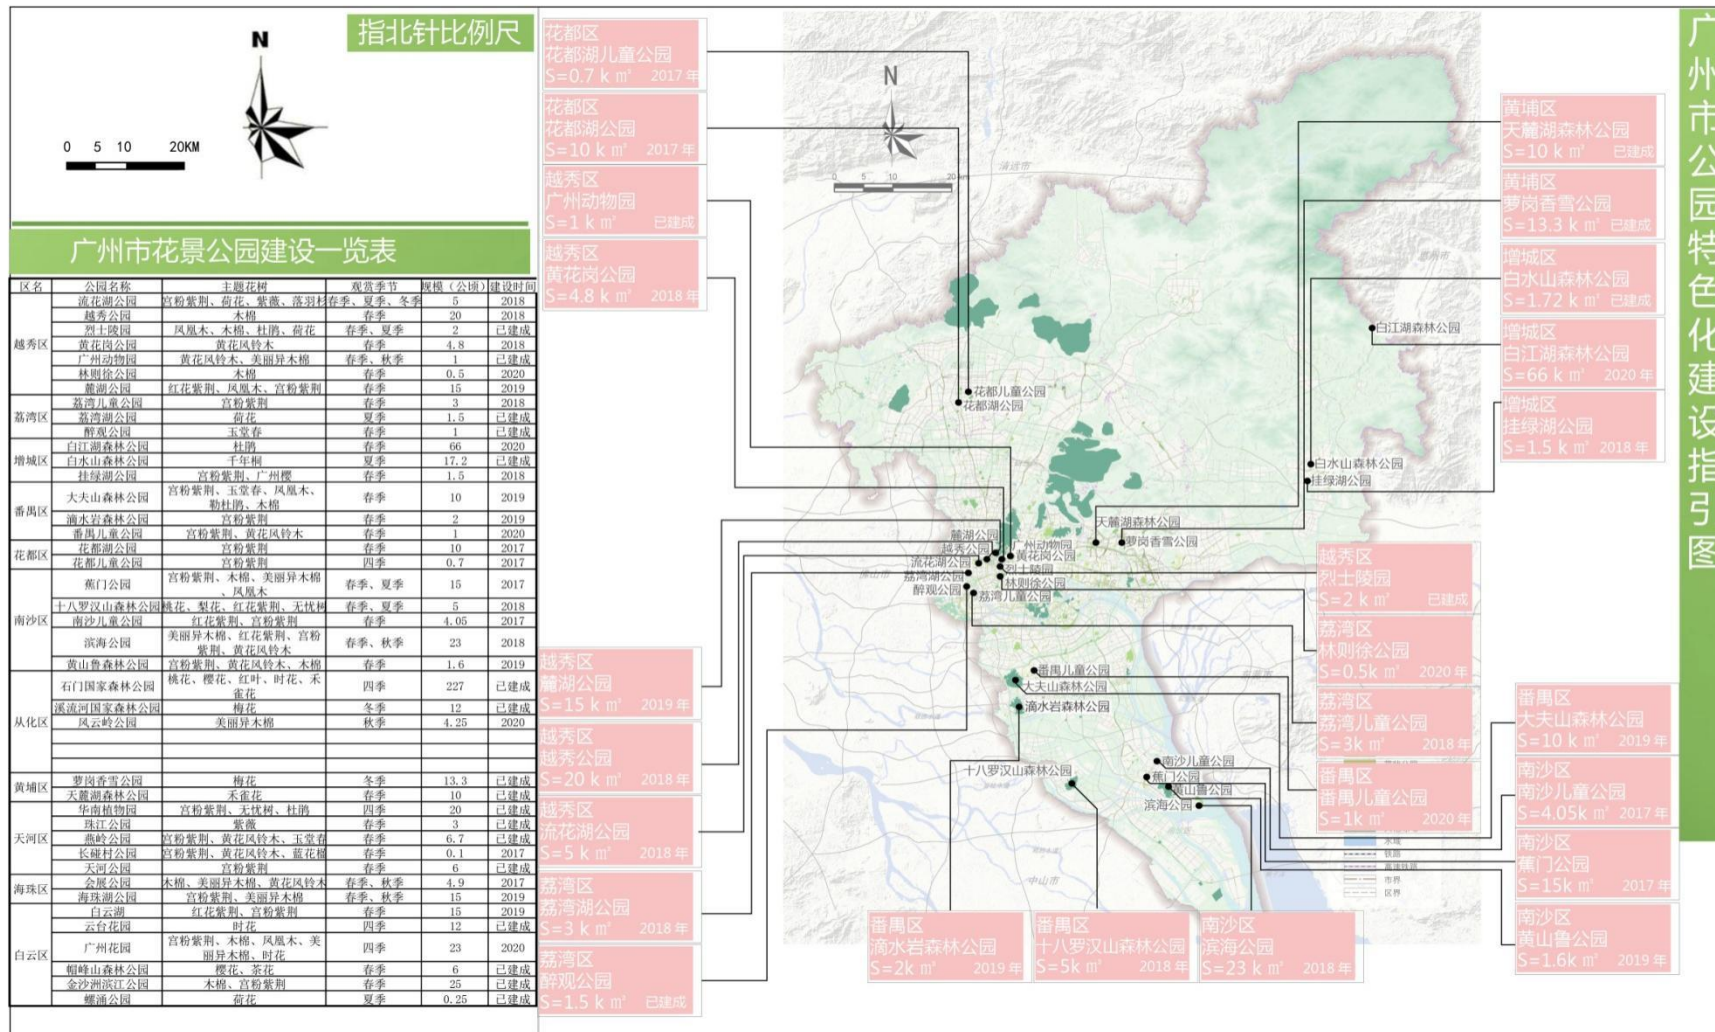 指北针比例尺
N
0 5 10 20KM
广州市花景公园建设一览表
区名 公园名称 主题花树 观赏季节 规模（公顷） 建设时间
越秀区
流花湖公园 宫粉紫荆、荷花、紫薇、落羽杉 春季、夏季、冬季 5 2018
越秀公园 木棉 春季 20 2018
烈士陵园 凤凰木、木棉、杜鹃、荷花 春季、夏季 2 已建成
黄花岗公园 黄花风铃木 春季 4.8 2018
广州动物园 黄花风铃木、美丽异木棉 春季、秋季 1 已建成
林则徐公园 木棉 春季 0.5 2020
麓湖公园 红花紫荆、凤凰木、宫粉紫荆 春季 15 2019
荔湾区
荔湾儿童公园 宫粉紫荆 春季 3 2018
荔湾湖公园 荷花 夏季 1.5 已建成
醉观公园 玉堂春 春季 1 已建成
增城区
白江湖森林公园 杜鹃 春季 66 2020
白水山森林公园 千年桐 夏季 17.2 已建成
挂绿湖公园 宫粉紫荆、广州樱 春季 1.5 2018
番禺区
大夫山森林公园 宫粉紫荆、玉堂春、凤凰木、
勒杜鹃、木棉 春季 10 2019
滴水岩森林公园 宫粉紫荆 春季 2 2019
番禺儿童公园 宫粉紫荆、黄花风铃木 春季 1 2020
花都区
花都湖公园 宫粉紫荆 春季 10 2017
花都儿童公园 宫粉紫荆 四季 0.7 2017
南沙区
蕉门公园 宫粉紫荆、木棉、美丽异木棉
、凤凰木 春季、夏季 15 2017
十八罗汉山森林公园 桃花、梨花、红花紫荆、无忧树 春季、夏季 5 2018
南沙儿童公园 红花紫荆、宫粉紫荆 春季 4.05 2017
滨海公园 美丽异木棉、红花紫荆、宫粉
紫荆、黄花风铃木 春季、秋季 23 2018
黄山鲁森林公园 宫粉紫荆、黄花风铃木、木棉 春季 1.6 2019
从化区
石门国家森林公园 桃花、樱花、红叶、时花、禾
雀花 四季 227 已建成
溪流河国家森林公园 梅花 冬季 12 已建成
风云岭公园 美丽异木棉 秋季 4.25 2020
黄埔区
萝岗香雪公园 梅花 冬季 13.3 已建成
天麓湖森林公园 禾雀花 春季 10 已建成
天河区
华南植物园 宫粉紫荆、无忧树、杜鹃 四季 20 已建成
珠江公园 紫薇 春季 3 已建成
燕岭公园 宫粉紫荆、黄花风铃木、玉堂春 春季 6.7 已建成
长碰村公园 宫粉紫荆、黄花风铃木、蓝花楹 春季 0.1 2017
天河公园 宫粉紫荆 春季 6 已建成
海珠区
会展公园 木棉、美丽异木棉、黄花风铃木 春季、秋季 4.9 2017
海珠湖公园 宫粉紫荆、美丽异木棉 春季、秋季 15 2019
白云区
白云湖 红花紫荆、宫粉紫荆 春季 15 2019
云台花园 时花 四季 12 已建成
广州花园 宫粉紫荆、木棉、凤凰木、美
丽异木棉、时花 四季 23 2020
帽峰山森林公园 樱花、茶花 春季 6 已建成
金沙洲滨江公园 木棉、宫粉紫荆 春季 25 已建成
螺涌公园 荷花 夏季 0.25 已建成
花都区
花都湖儿童公园
S=0.7 k ㎡ 2017 年
花都区
花都湖公园
S=10 k ㎡ 2017 年
越秀区
广州动物园
S=1 k ㎡ 已建成
越秀区
黄花岗公园
S=4.8 k ㎡ 2018 年
越秀区
麓湖公园
S=15 k ㎡ 2019 年
越秀区
越秀公园
S=20 k ㎡ 2018 年
越秀区
流花湖公园
S=5 k ㎡ 2018 年
荔湾区
荔湾湖公园
S=3 k ㎡ 2018 年
荔湾区
醉观公园
S=1.5 k ㎡ 已建成
N
0 5 10 20
清远市
花都儿童公园
花都湖公园
白江湖森林公园
白水山森林公园
挂绿湖公园
天麓湖森林公园
萝岗香雪公园
麓湖公园
广州动物园
越秀公园
黄花岗公园
流花湖公园
烈士陵园
荔湾湖公园
林则徐公园
醉观公园
荔湾儿童公园
佛山市
番禺儿童公园
大夫山森林公园
滴水岩森林公园
十八罗汉山森林公园
南沙儿童公园
蕉门公园
黄山鲁公园
滨海公园
中山市
水域
铁路
高速铁路
市界
区界
黄埔区
天麓湖森林公园
S=10 k ㎡ 已建成
黄埔区
萝岗香雪公园
S=13.3 k ㎡ 已建成
增城区
白水山森林公园
S=1.72 k ㎡ 已建成
增城区
白江湖森林公园
S=66 k ㎡ 2020 年
增城区
挂绿湖公园
S=1.5 k ㎡ 2018 年
越秀区
烈士陵园
S=2 k ㎡ 已建成
荔湾区
林则徐公园
S=0.5k ㎡ 2020 年
荔湾区
荔湾儿童公园
S=3k ㎡ 2018 年
番禺区
番禺儿童公园
S=1k ㎡ 2020 年
番禺区
大夫山森林公园
S=10 k ㎡ 2019 年
南沙区
南沙儿童公园
S=4.05k ㎡ 2017 年
南沙区
蕉门公园
S=15k ㎡ 2017 年
南沙区
黄山鲁公园
S=1.6k ㎡ 2019 年
番禺区
滴水岩森林公园
S=2k ㎡ 2019 年
番禺区
十八罗汉山森林公园
S=5k ㎡ 2018 年
南沙区
滨海公园
S=23 k ㎡ 2018 年
广州市公园特色化建设指引图